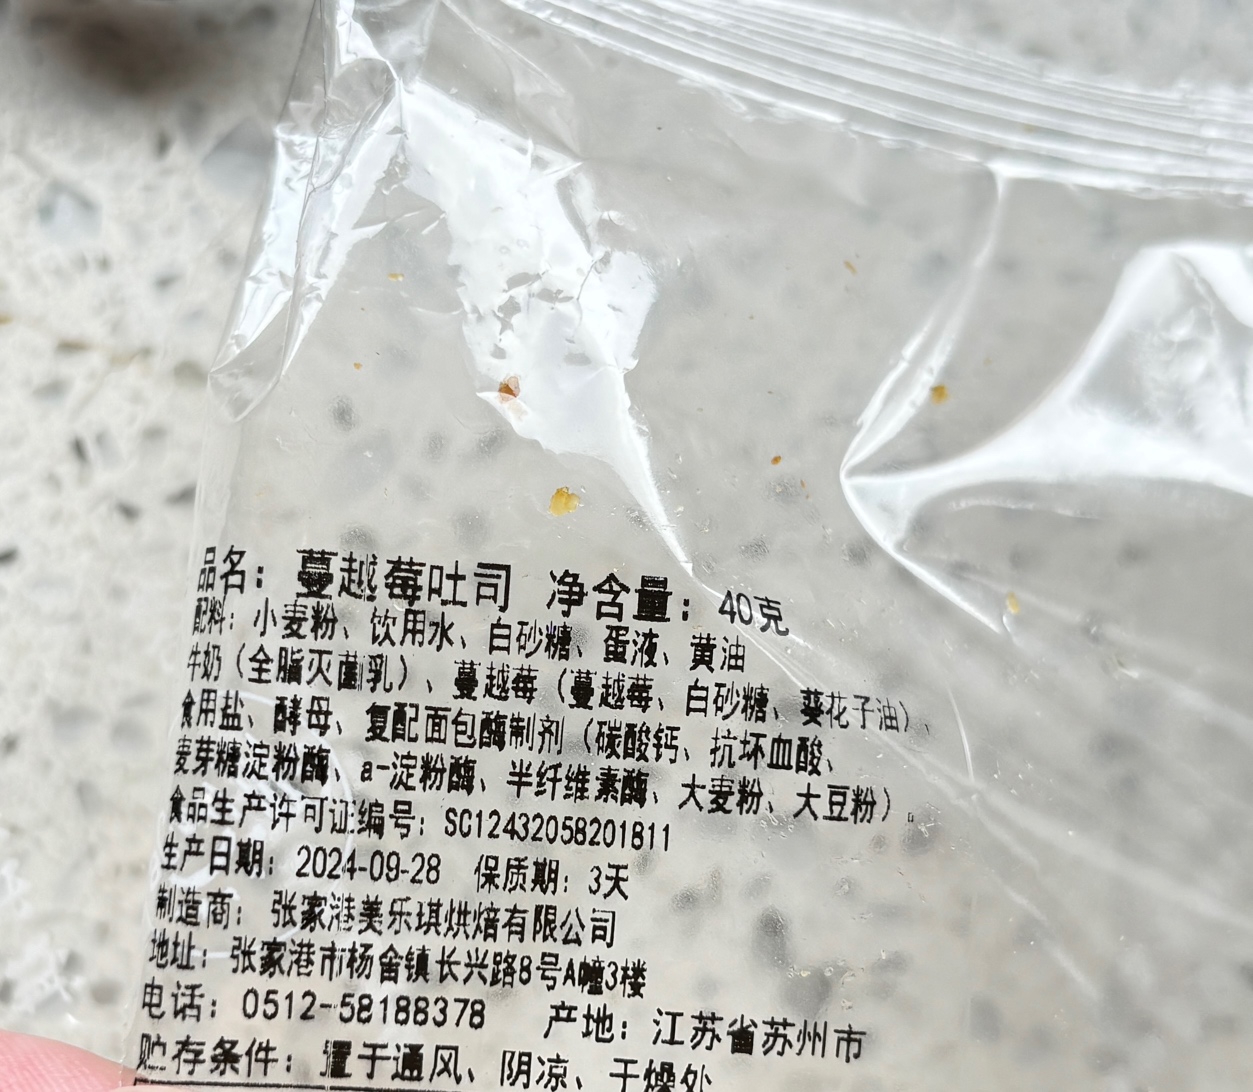 品名：蔓越莓吐司 净含量：40克
配料：小麦粉、饮用水、白砂糖、蛋液、黄油
牛奶（全脂灭菌乳）、蔓越莓（蔓越莓、白砂糖、葵花子油）、
食用盐、酵母、复配面包酶制剂（碳酸钙、抗坏血酸、
麦芽糖淀粉酶、a-淀粉酶、半纤维素酶、大麦粉、大豆粉）。
食品生产许可证编号：SC12432058201811
生产日期：2024-09-28 保质期：3天
制造商：张家港美乐琪烘焙有限公司
地址：张家港市杨舍镇长兴路8号A幢3楼
电话：0512-58188378 产地：江苏省苏州市
贮存条件：置于通风、阴凉、干燥处